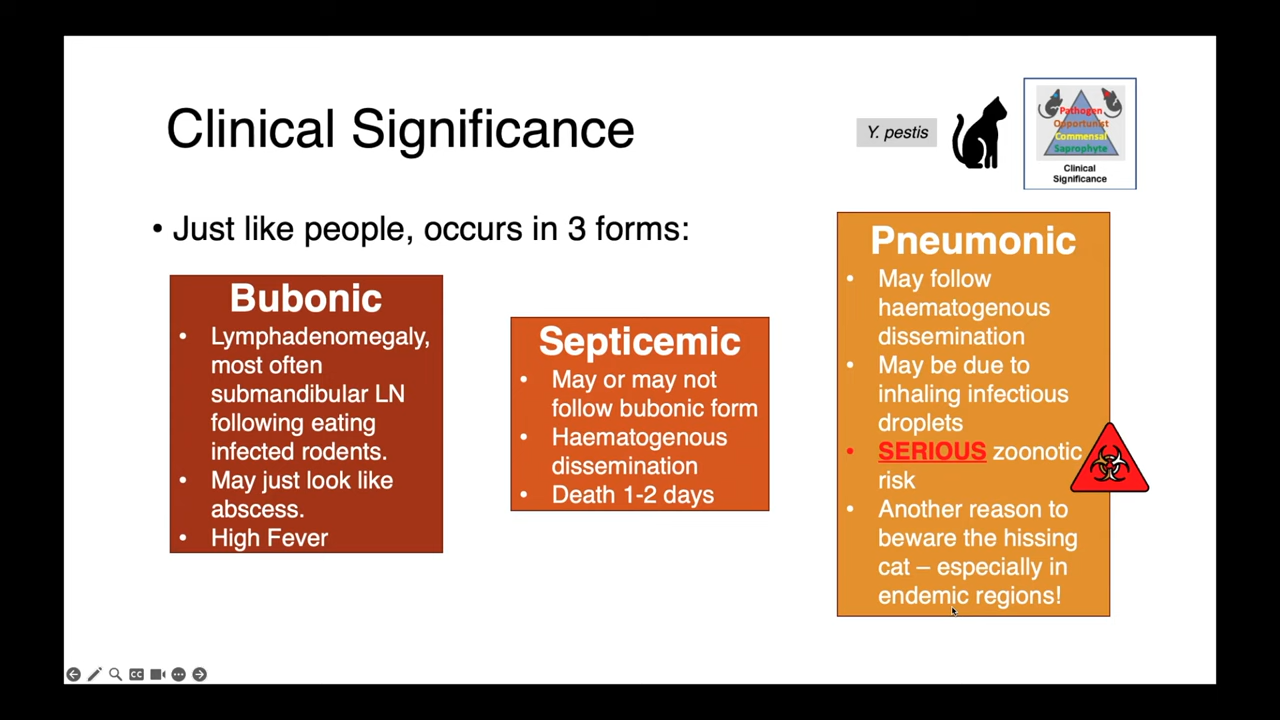 Clinical Significance
Y. pestis
Pathogen
Opportunist
Commensal
Saprophyte
Clinical
Significance
• Just like people, occurs in 3 forms:
Bubonic
• Lymphadenomegaly,
most often
submandibular LN
following eating
infected rodents.
• May just look like
abscess.
• High Fever
Septicemic
• May or may not
follow bubonic form
• Haematogenous
dissemination
• Death 1-2 days
Pneumonic
• May follow
haematogenous
dissemination
• May be due to
inhaling infectious
droplets
• SERIOUS zoonotic
risk
• Another reason to
beware the hissing
cat – especially in
endemic regions!
CC